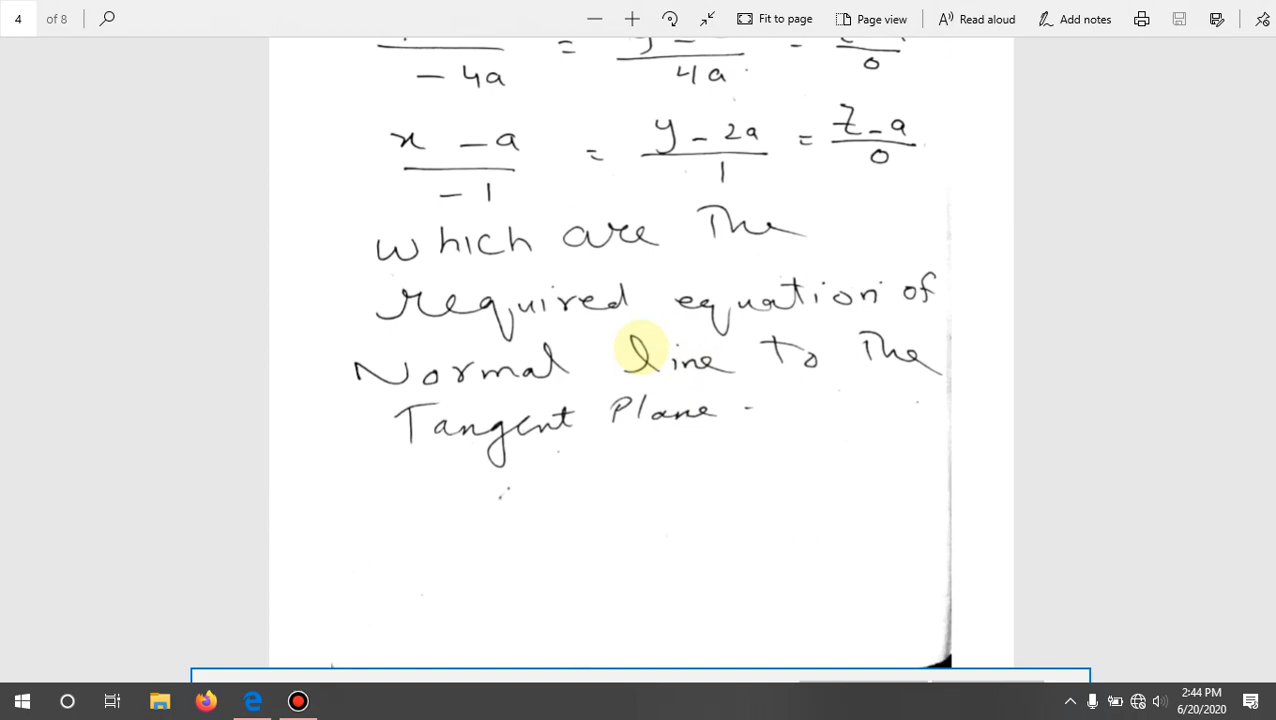 4 of 8 Fit to page Page view Read aloud Add notes
- 4a = 4a = 0
x - a / -1 = y - 2a / 1 = z - a / 0
which are The
required equation of
Normal line to The
Tangent Plane .
2:44 PM
6/20/2020